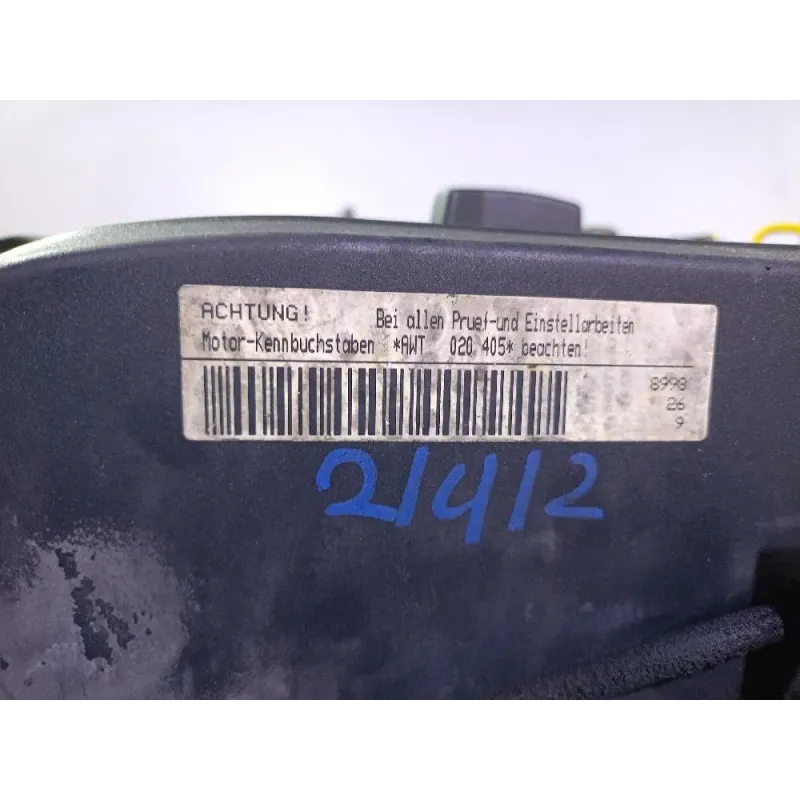 ACHTUNG! Bei allen Pruef-und Einstellarbeiten
Motor-Kennbuchstaben *AWT 020 405* beachten!
8998
26
9
21412